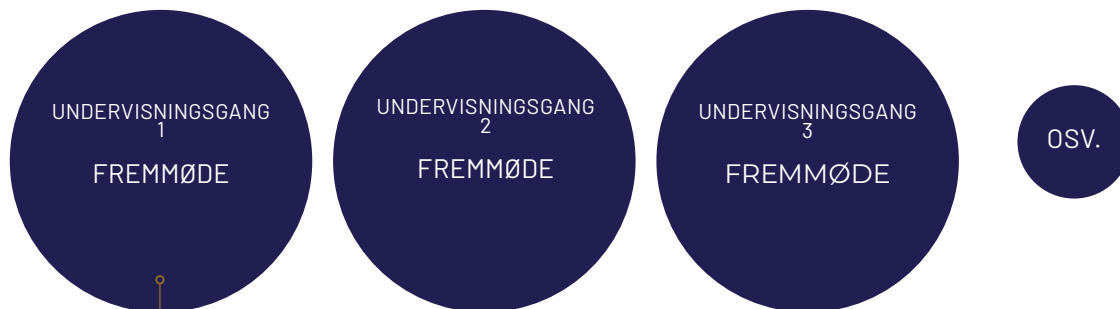 UNDERVISNINGSGANG
1
FREMMØDE
UNDERVISNINGSGANG
2
FREMMØDE
UNDERVISNINGSGANG
3
FREMMØDE
OSV.